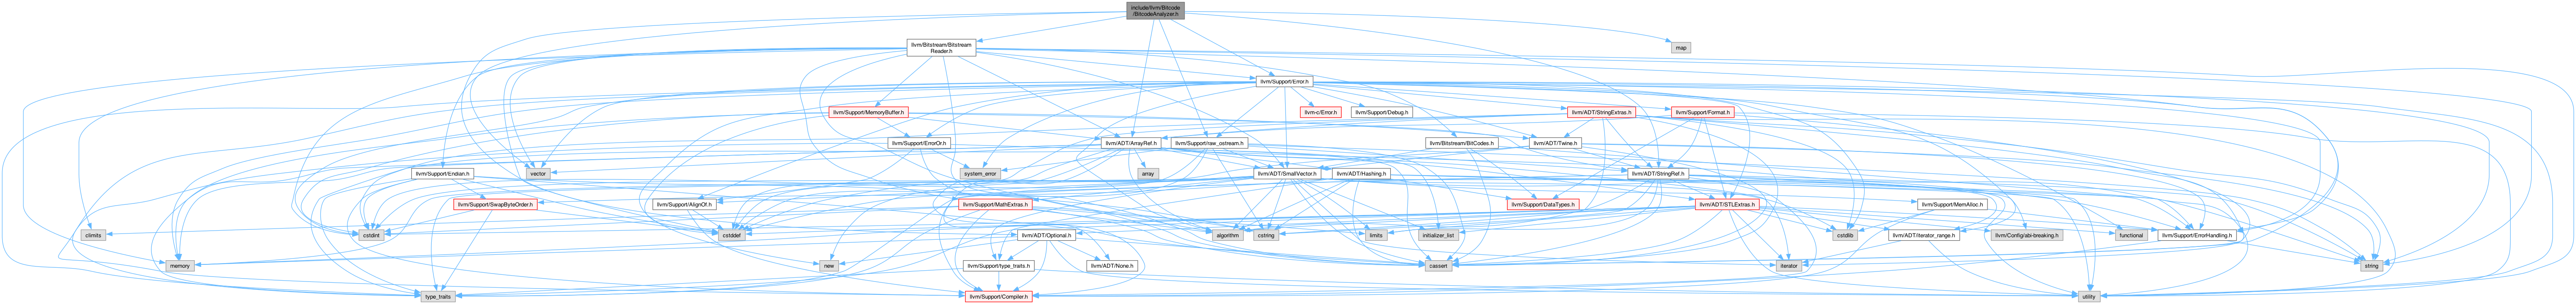 include/llvm/Bitcode
/BitcodeAnalyzer.h
llvm/Bitstream/Bitstream
Reader.h
map
llvm/Support/Error.h
llvm/Support/MemoryBuffer.h
llvm-c/Error.h
llvm/Support/Debug.h
llvm/ADT/StringExtras.h
llvm/Support/Format.h
llvm/Support/ErrorOr.h
llvm/ADT/ArrayRef.h
llvm/Support/raw_ostream.h
llvm/Bitstream/BitCodes.h
llvm/ADT/Twine.h
llvm/Support/Endian.h
vector
system_error
array
llvm/ADT/SmallVector.h
llvm/ADT/Hashing.h
llvm/ADT/StringRef.h
llvm/Support/SwapByteOrder.h
llvm/Support/AlignOf.h
llvm/Support/MathExtras.h
llvm/Support/DataTypes.h
llvm/ADT/STLExtras.h
llvm/Support/MemAlloc.h
climits
cstdint
cstddef
llvm/ADT/Optional.h
algorithm
cstring
limits
initializer_list
cstdlib
llvm/ADT/iterator_range.h
llvm/Config/abi-breaking.h
functional
llvm/Support/ErrorHandling.h
memory
new
llvm/Support/type_traits.h
llvm/ADT/None.h
cassert
iterator
string
type_traits
llvm/Support/Compiler.h
utility